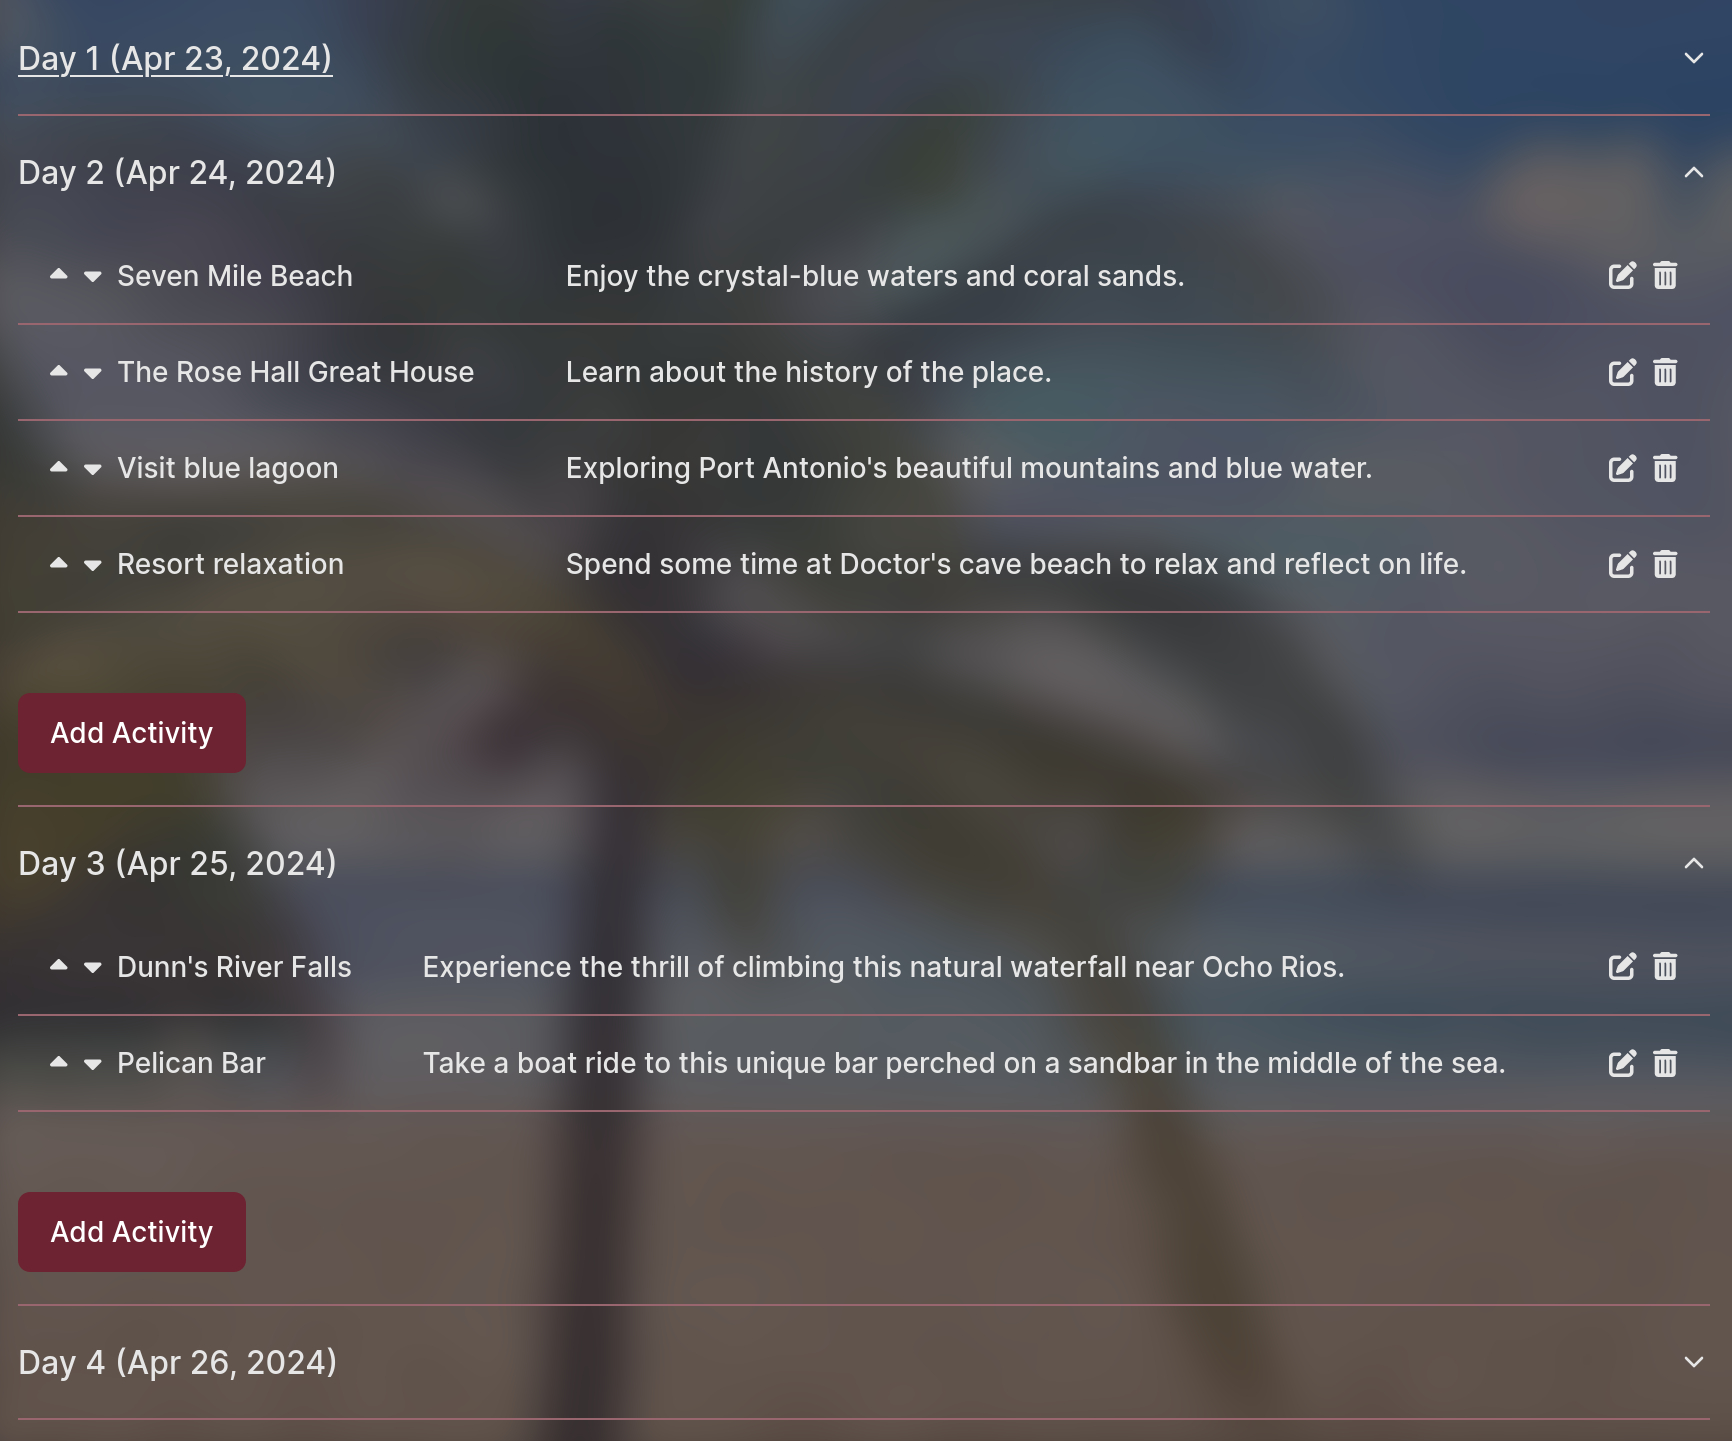 Day 1 (Apr 23, 2024)
Day 2 (Apr 24, 2024)
Seven Mile Beach Enjoy the crystal-blue waters and coral sands.
The Rose Hall Great House Learn about the history of the place.
Visit blue lagoon Exploring Port Antonio's beautiful mountains and blue water.
Resort relaxation Spend some time at Doctor's cave beach to relax and reflect on life.
Add Activity
Day 3 (Apr 25, 2024)
Dunn's River Falls Experience the thrill of climbing this natural waterfall near Ocho Rios.
Pelican Bar Take a boat ride to this unique bar perched on a sandbar in the middle of the sea.
Add Activity
Day 4 (Apr 26, 2024)